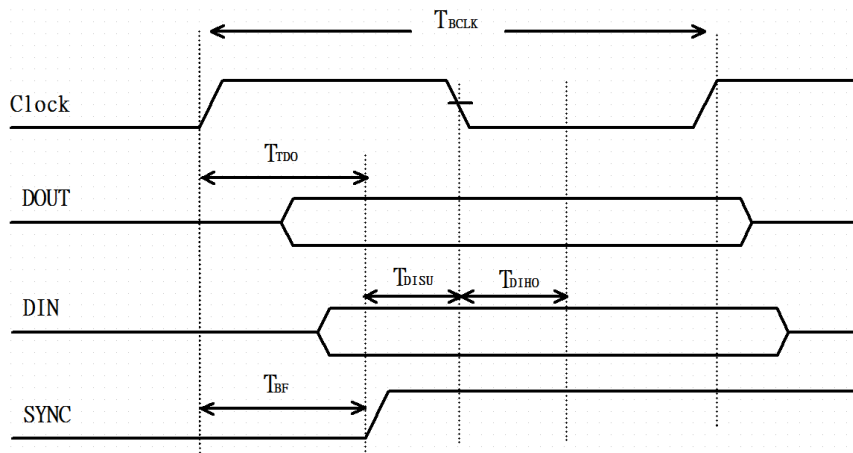 TBCLK
Clock
TTDO
DOUT
TDISU TDIHO
DIN
TBF
SYNC